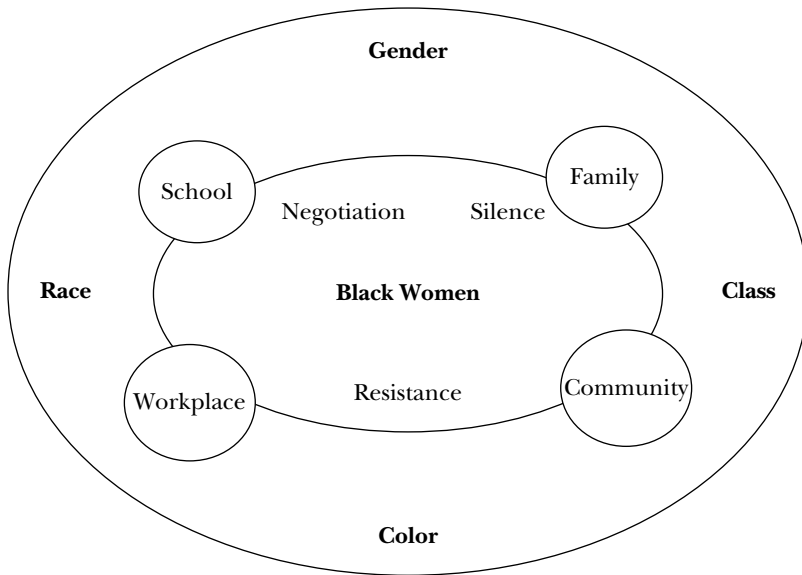 Gender
School
Family
Negotiation
Silence
Race
Black Women
Class
Workplace
Resistance
Community
Color